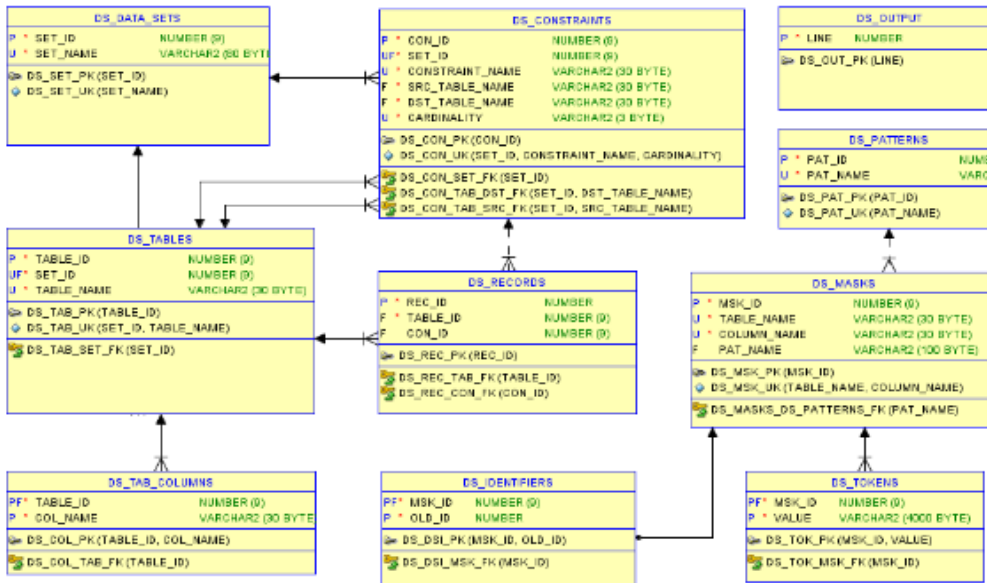 DS_DATA_SETS
P * SET_ID NUMBER (9)
U * SET_NAME VARCHAR2 (80 BYTE)
DS_SET_PK (SET_ID)
DS_SET_UK (SET_NAME)
DS_CONSTRAINTS
P * CON_ID NUMBER (9)
UF* SET_ID NUMBER (9)
U * CONSTRAINT_NAME VARCHAR2 (30 BYTE)
F * SRC_TABLE_NAME VARCHAR2 (30 BYTE)
F * DST_TABLE_NAME VARCHAR2 (30 BYTE)
U * CARDINALITY VARCHAR2 (3 BYTE)
DS_CON_PK (CON_ID)
DS_CON_UK (SET_ID, CONSTRAINT_NAME, CARDINALITY)
DS_CON_SET_FK (SET_ID)
DS_CON_TAB_DST_FK (SET_ID, DST_TABLE_NAME)
DS_CON_TAB_SRC_FK (SET_ID, SRC_TABLE_NAME)
DS_OUTPUT
P * LINE NUMBER
DS_OUT_PK (LINE)
DS_PATTERNS
P * PAT_ID
U * PAT_NAME
DS_PAT_PK (PAT_ID)
DS_PAT_UK (PAT_NAME)
DS_TABLES
P * TABLE_ID NUMBER (9)
UF* SET_ID NUMBER (9)
U * TABLE_NAME VARCHAR2 (30 BYTE)
DS_TAB_PK (TABLE_ID)
DS_TAB_UK (SET_ID, TABLE_NAME)
DS_TAB_SET_FK (SET_ID)
DS_RECORDS
P * REC_ID NUMBER
F * TABLE_ID NUMBER (9)
F CON_ID NUMBER (9)
DS_REC_PK (REC_ID)
DS_REC_TAB_FK (TABLE_ID)
DS_REC_CON_FK (CON_ID)
DS_MASKS
P * MSK_ID NUMBER (9)
U * TABLE_NAME VARCHAR2 (30 BYTE)
U * COLUMN_NAME VARCHAR2 (30 BYTE)
F PAT_NAME VARCHAR2 (100 BYTE)
DS_MSK_PK (MSK_ID)
DS_MSK_UK (TABLE_NAME, COLUMN_NAME)
DS_MASKS_DS_PATTERNS_FK (PAT_NAME)
DS_TAB_COLUMNS
PF* TABLE_ID NUMBER (9)
P * COL_NAME VARCHAR2 (30 BYTE
DS_COL_PK (TABLE_ID, COL_NAME)
DS_COL_TAB_FK (TABLE_ID)
DS_IDENTIFIERS
PF* MSK_ID NUMBER (9)
P * OLD_ID NUMBER
DS_DSI_PK (MSK_ID, OLD_ID)
DS_DSI_MSK_FK (MSK_ID)
DS_TOKENS
PF* MSK_ID NUMBER (9)
P * VALUE VARCHAR2 (4000 BYTE)
DS_TOK_PK (MSK_ID, VALUE)
DS_TOK_MSK_FK (MSK_ID)